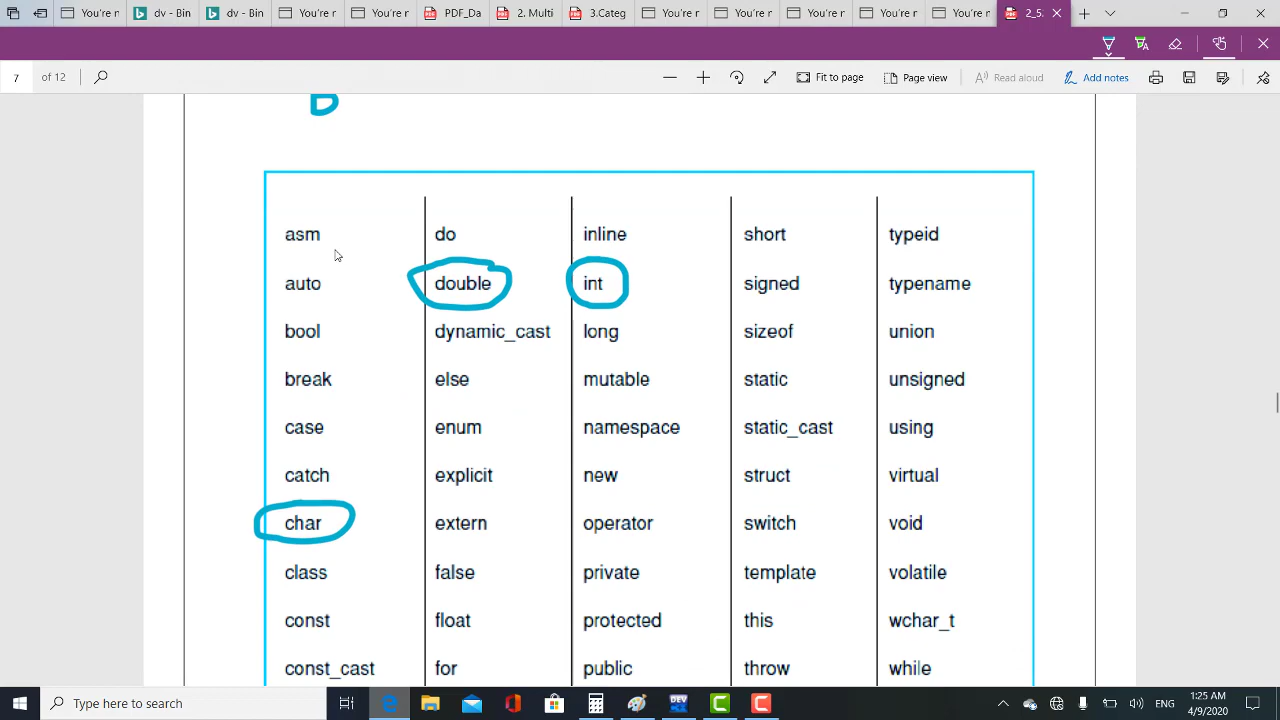 You're r
dv - Bin
dv - Bin
You're r
You're r
PDF_Da
2. Multi
3.Categ
You're r
You're r
You're r
You're r
You're r
2_5.
7 of 12
Fit to page
Page view
Read aloud
Add notes
B
asm do inline short typeid
auto double int signed typename
bool dynamic_cast long sizeof union
break else mutable static unsigned
case enum namespace static_cast using
catch explicit new struct virtual
char extern operator switch void
class false private template volatile
const float protected this wchar_t
const_cast for public throw while
Type here to search
DEV
ENG
1:25 AM
4/9/2020